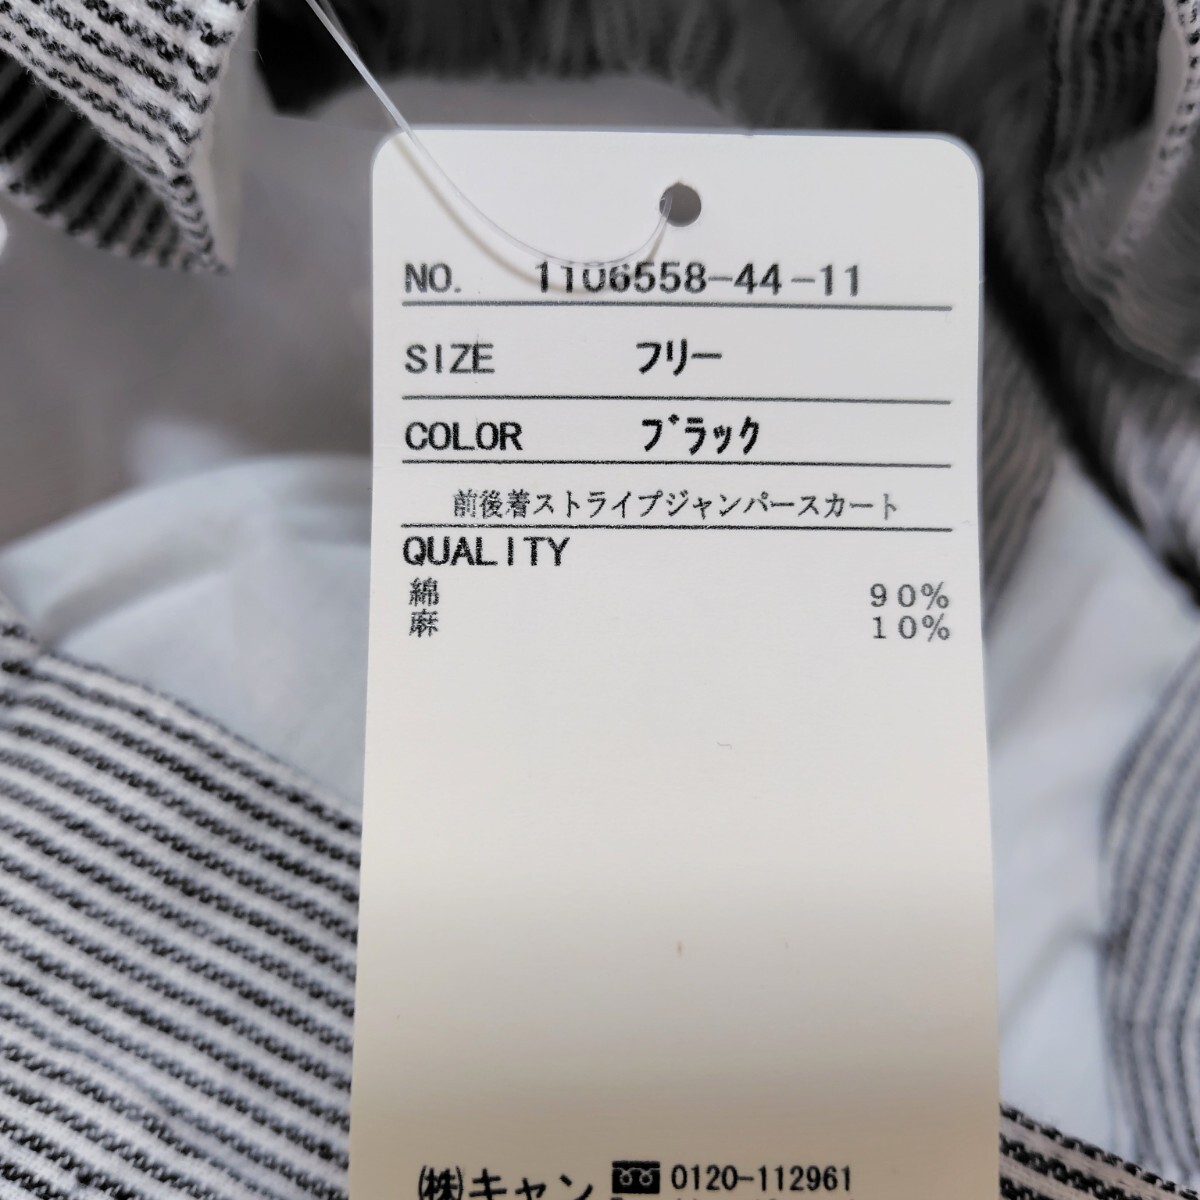 NO. 1106558-44-11
SIZE フリー
COLOR ブラック
前後着ストライプジャンパースカート
QUALITY
綿 90%
麻 10%
(株)キャン 0120-112961